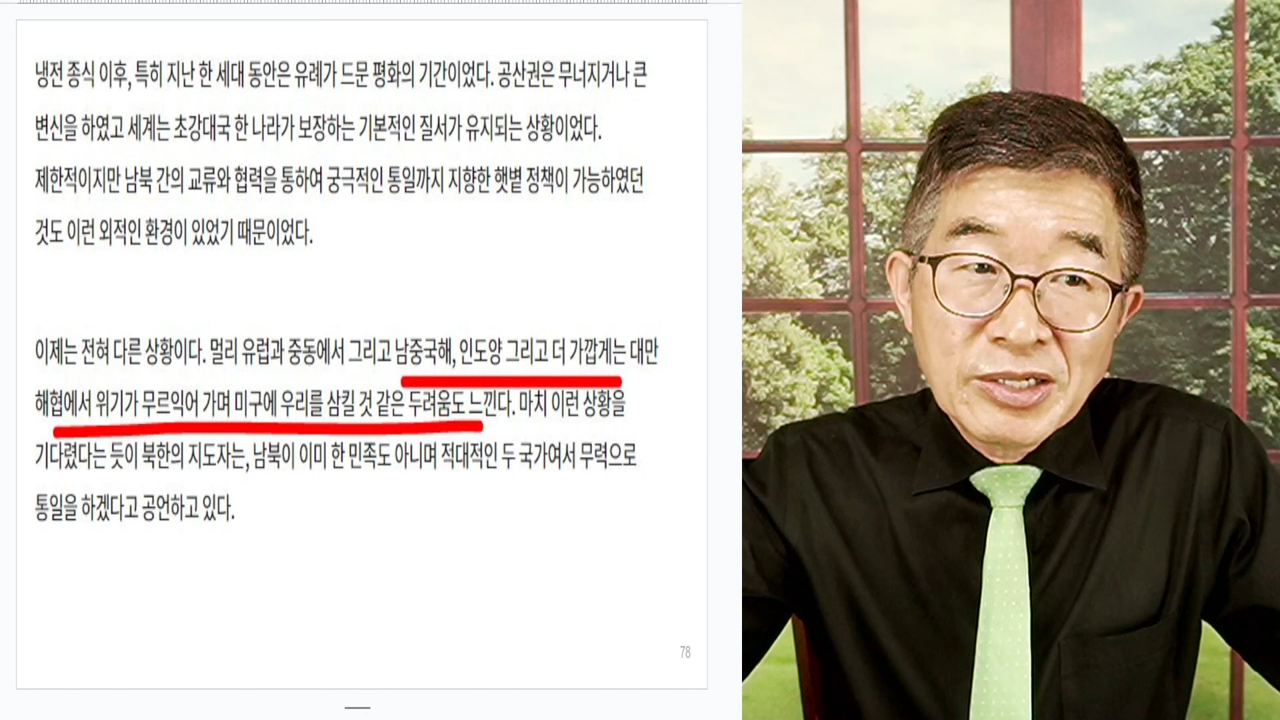 냉전 종식 이후, 특히 지난 한 세대 동안은 유례가 드문 평화의 기간이었다. 공산권은 무너지거나 큰
변신을 하였고 세계는 초강대국 한 나라가 보장하는 기본적인 질서가 유지되는 상황이었다.
제한적이지만 남북 간의 교류와 협력을 통하여 궁극적인 통일까지 지향한 햇볕 정책이 가능하였던
것도 이런 외적인 환경이 있었기 때문이었다.
이제는 전혀 다른 상황이다. 멀리 유럽과 중동에서 그리고 남중국해, 인도양 그리고 더 가깝게는 대만
해협에서 위기가 무르익어 가며 미구에 우리를 삼킬 것 같은 두려움도 느낀다. 마치 이런 상황을
기다렸다는 듯이 북한의 지도자는, 남북이 이미 한 민족도 아니며 적대적인 두 국가여서 무력으로
통일을 하겠다고 공언하고 있다.
78